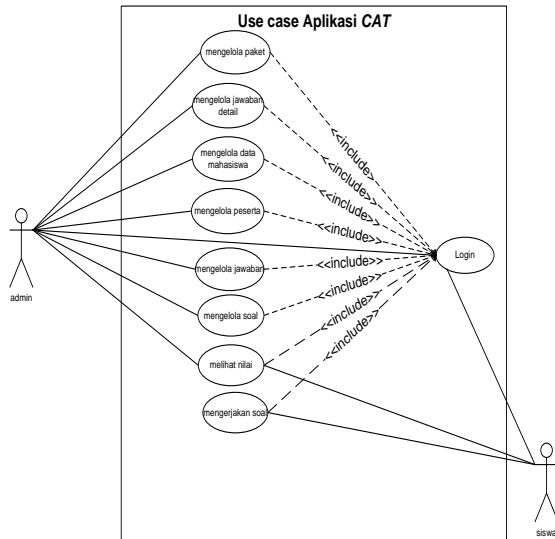 Use case Aplikasi CAT
mengelola paket
mengelola jawaban
detail
mengelola data
mahasiswa
mengelola peserta
mengelola jawaban
mengelola soal
melihat nilai
mengerjakan soal
<<include>>
<<include>>
<<include>>
<<include>>
<<include>>
<<include>>
<<include>>
<<include>>
Login
admin
siswa